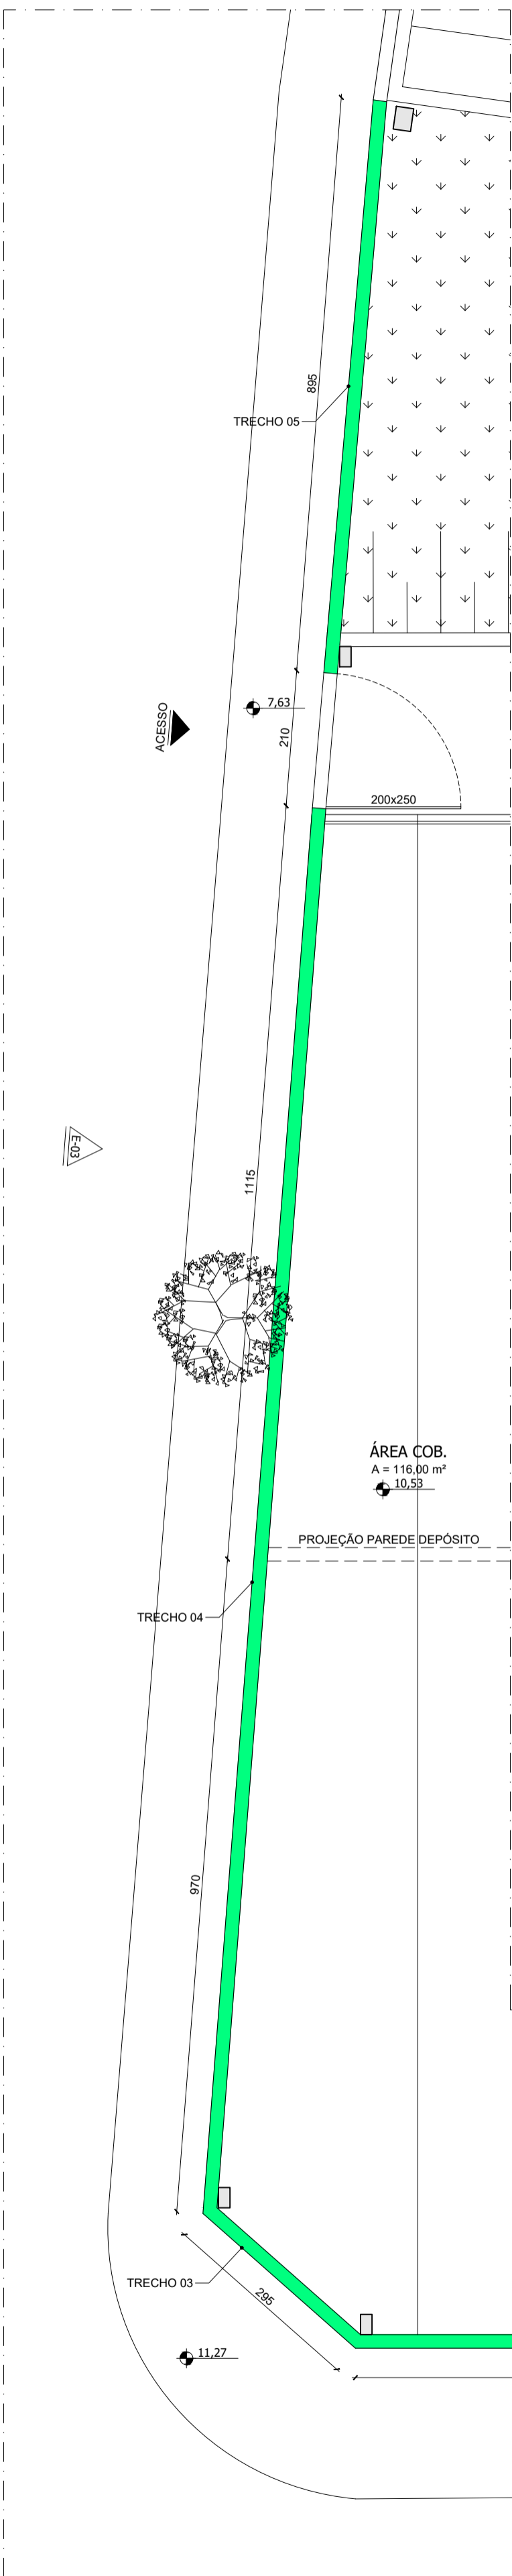 895
TRECHO 05
7,63
ACESSO
210
200x250
E-03
1115
ÁREA COB.
A = 116,00 m²
10,53
PROJEÇÃO PAREDE DEPÓSITO
TRECHO 04
970
TRECHO 03
295
11,27